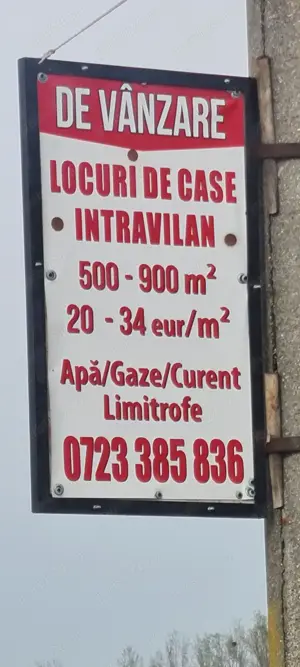 DE VÂNZARE
LOCURI DE CASE
INTRAVILAN
500 - 900 m²
20 - 34 eur/m²
Apă/Gaze/Curent
Limitrofe
0723 385 836